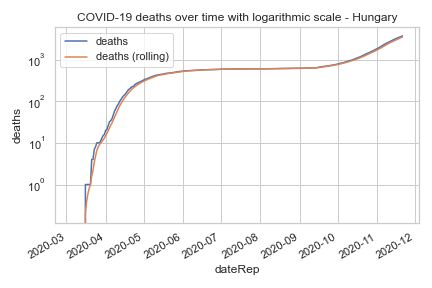 COVID-19 deaths over time with logarithmic scale - Hungary
deaths
deaths (rolling)
10³
10²
10¹
10⁰
deaths
2020-03
2020-04
2020-05
2020-06
2020-07
2020-08
2020-09
2020-10
2020-11
2020-12
dateRep